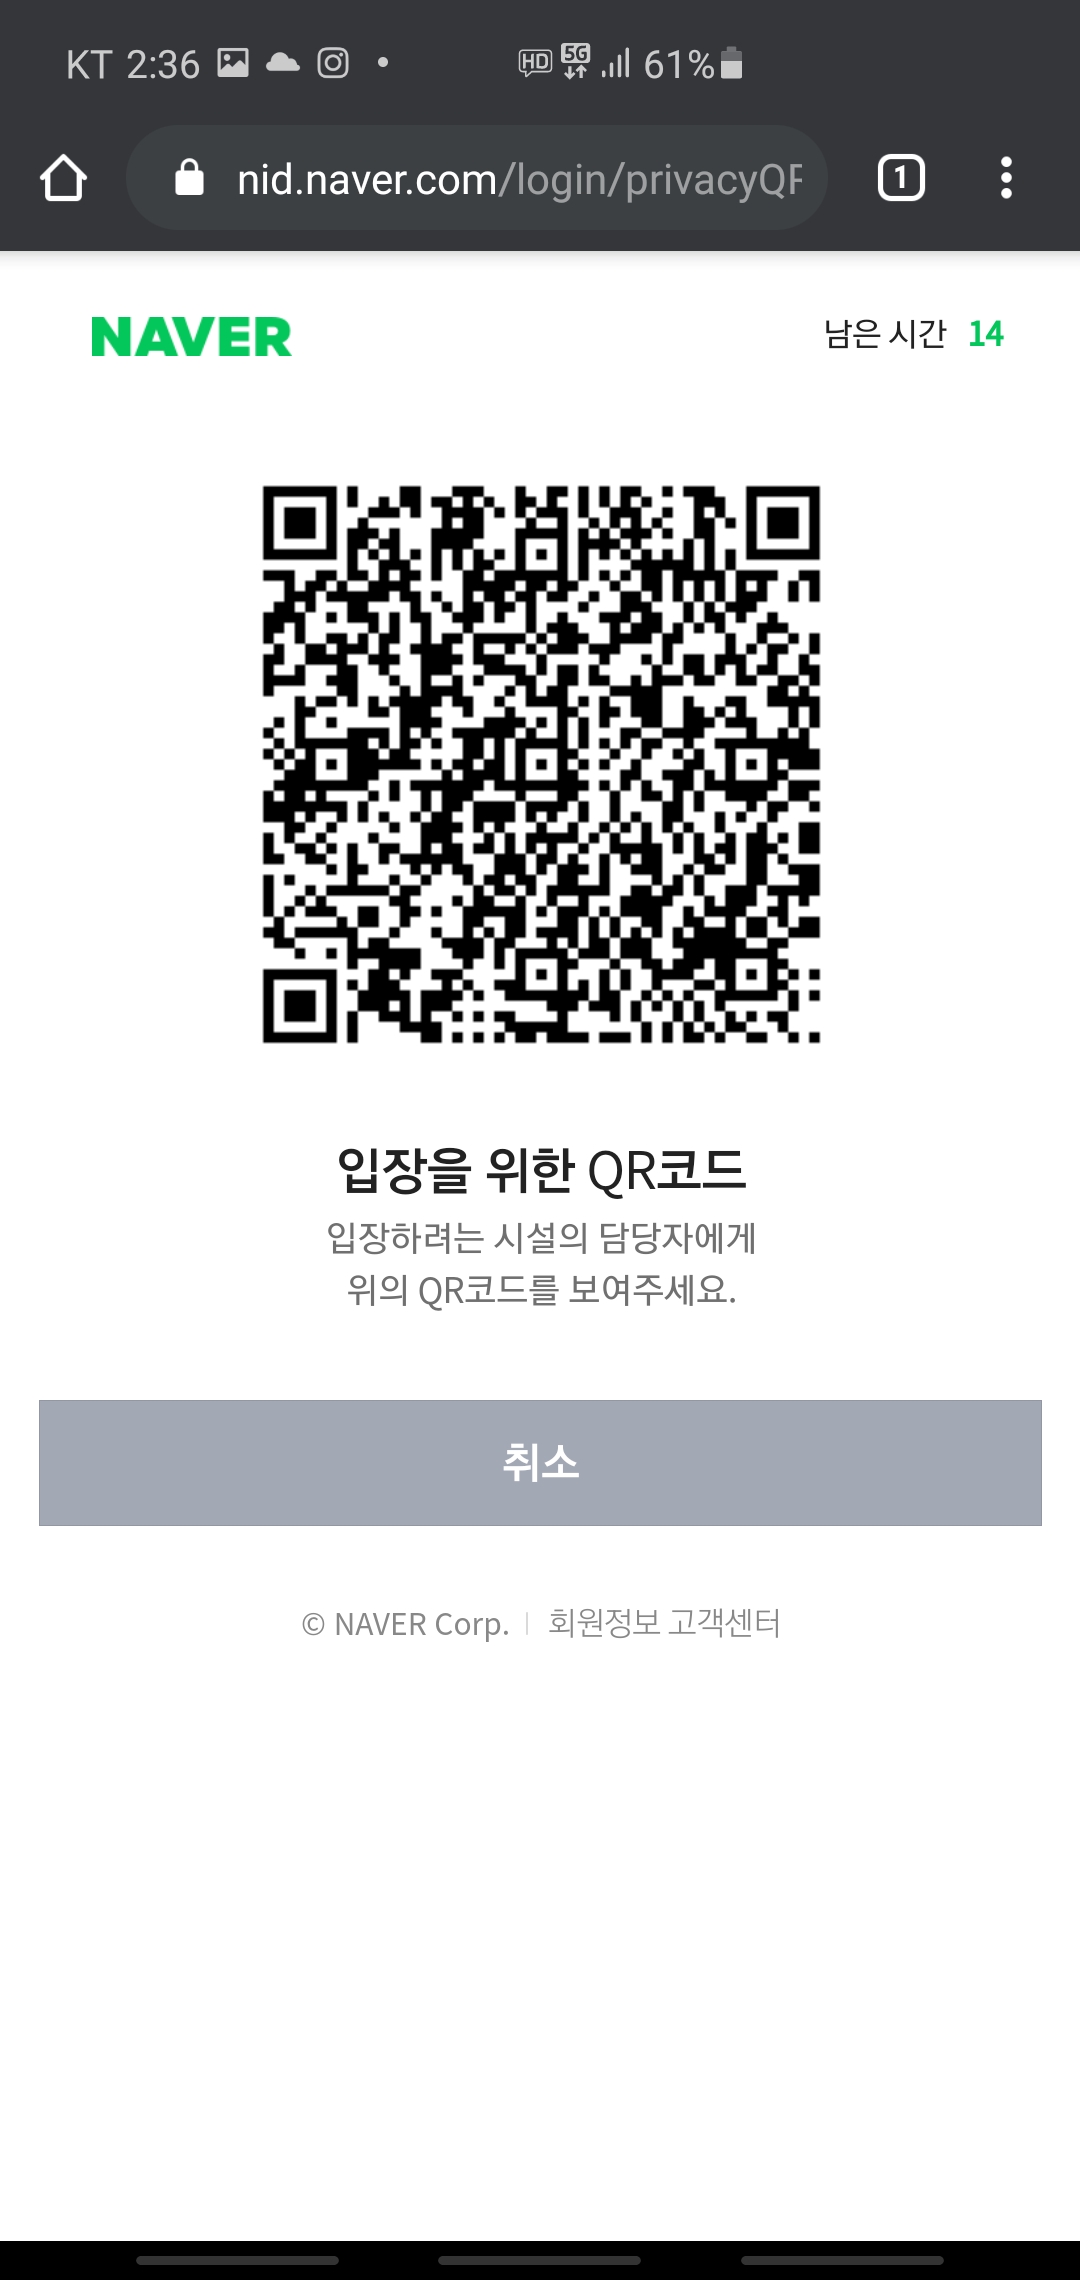 KT 2:36 HD 5G 61%
nid.naver.com/login/privacyQR 1
NAVER 남은 시간 14
입장을 위한 QR코드
입장하려는 시설의 담당자에게
위의 QR코드를 보여주세요.
취소
© NAVER Corp. | 회원정보 고객센터